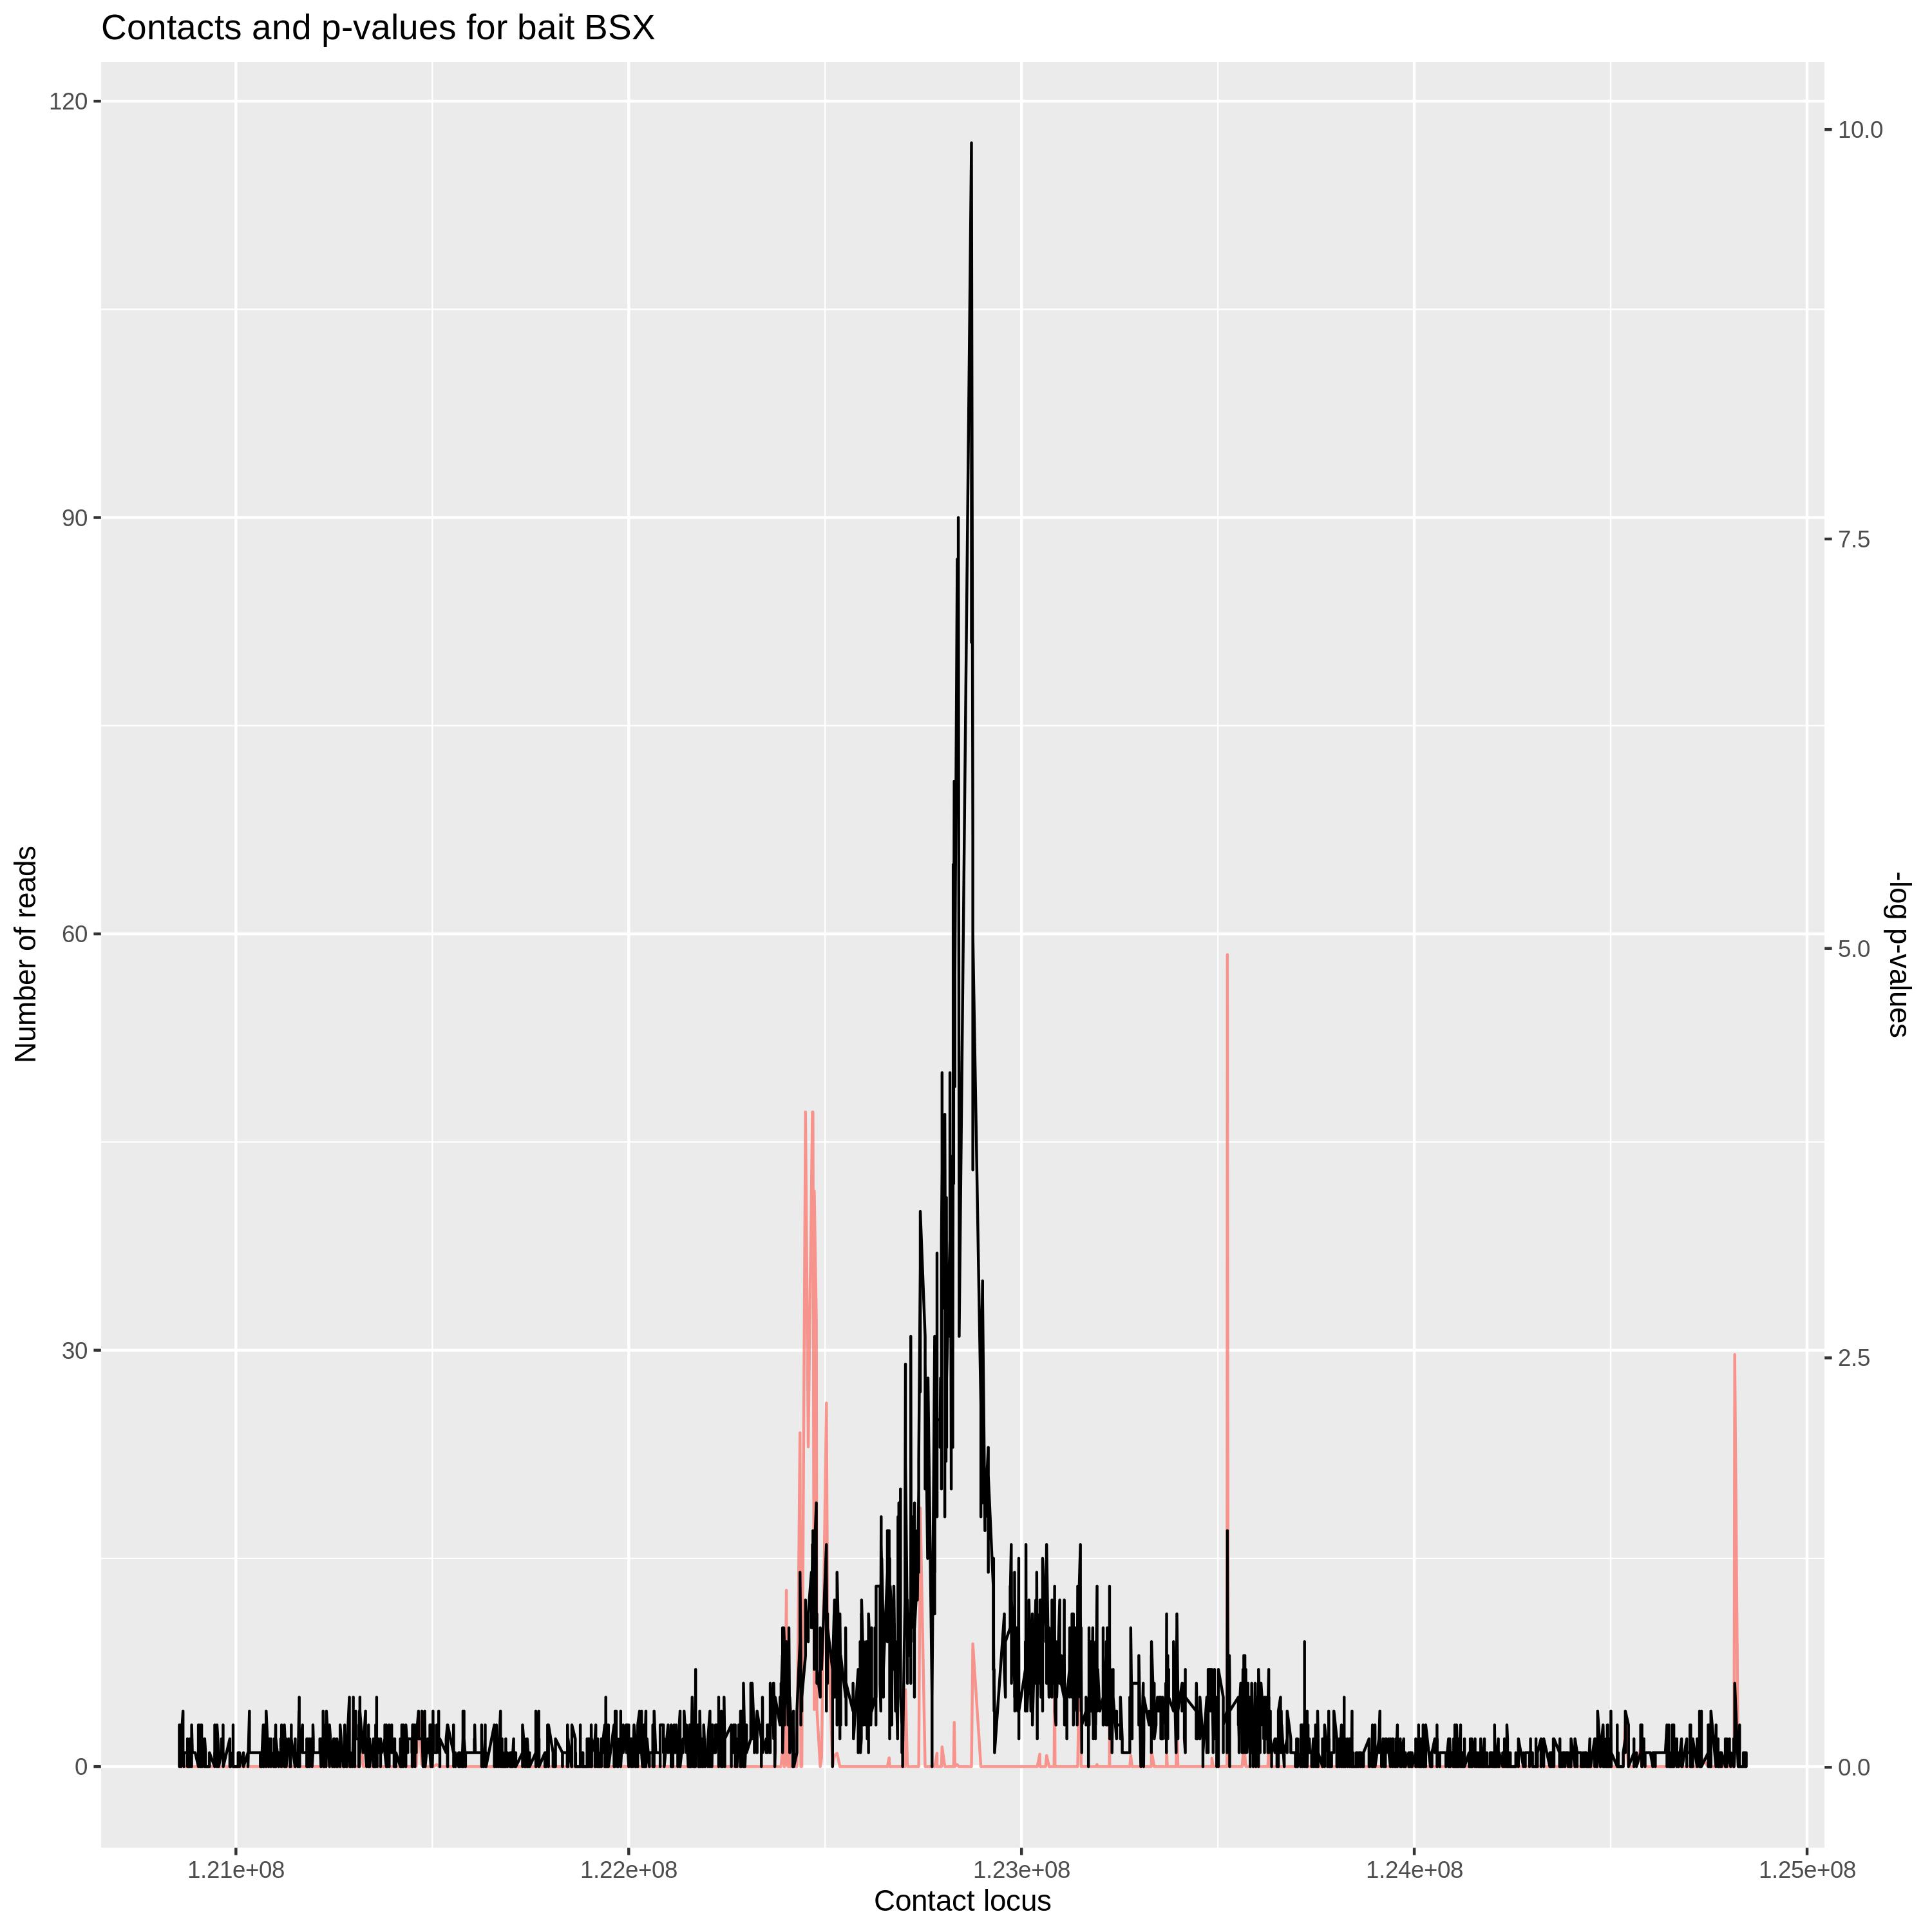 Contacts and p-values for bait BSX
120
90
60
30
0
Number of reads
10.0
7.5
5.0
2.5
0.0
-log p-values
1.21e+08
1.22e+08
1.23e+08
1.24e+08
1.25e+08
Contact locus